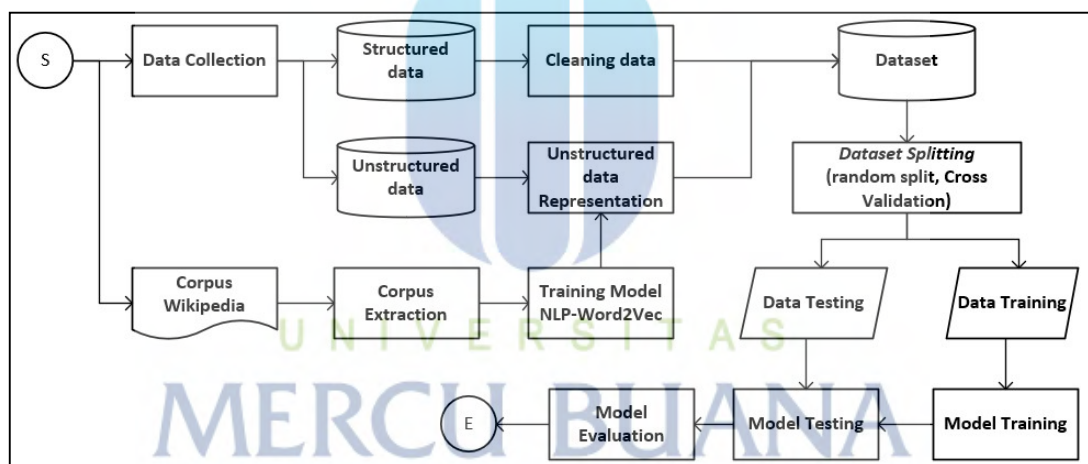 S
Data Collection
Structured
data
Cleaning data
Dataset
Unstructured
data
Unstructured
data
Representation
Dataset Splitting
(random split, Cross
Validation)
Corpus
Wikipedia
Corpus
Extraction
Training Model
NLP-Word2Vec
Data Testing
Data Training
UNIVERSITAS
MERCU BUANA
E
Model
Evaluation
Model Testing
Model Training